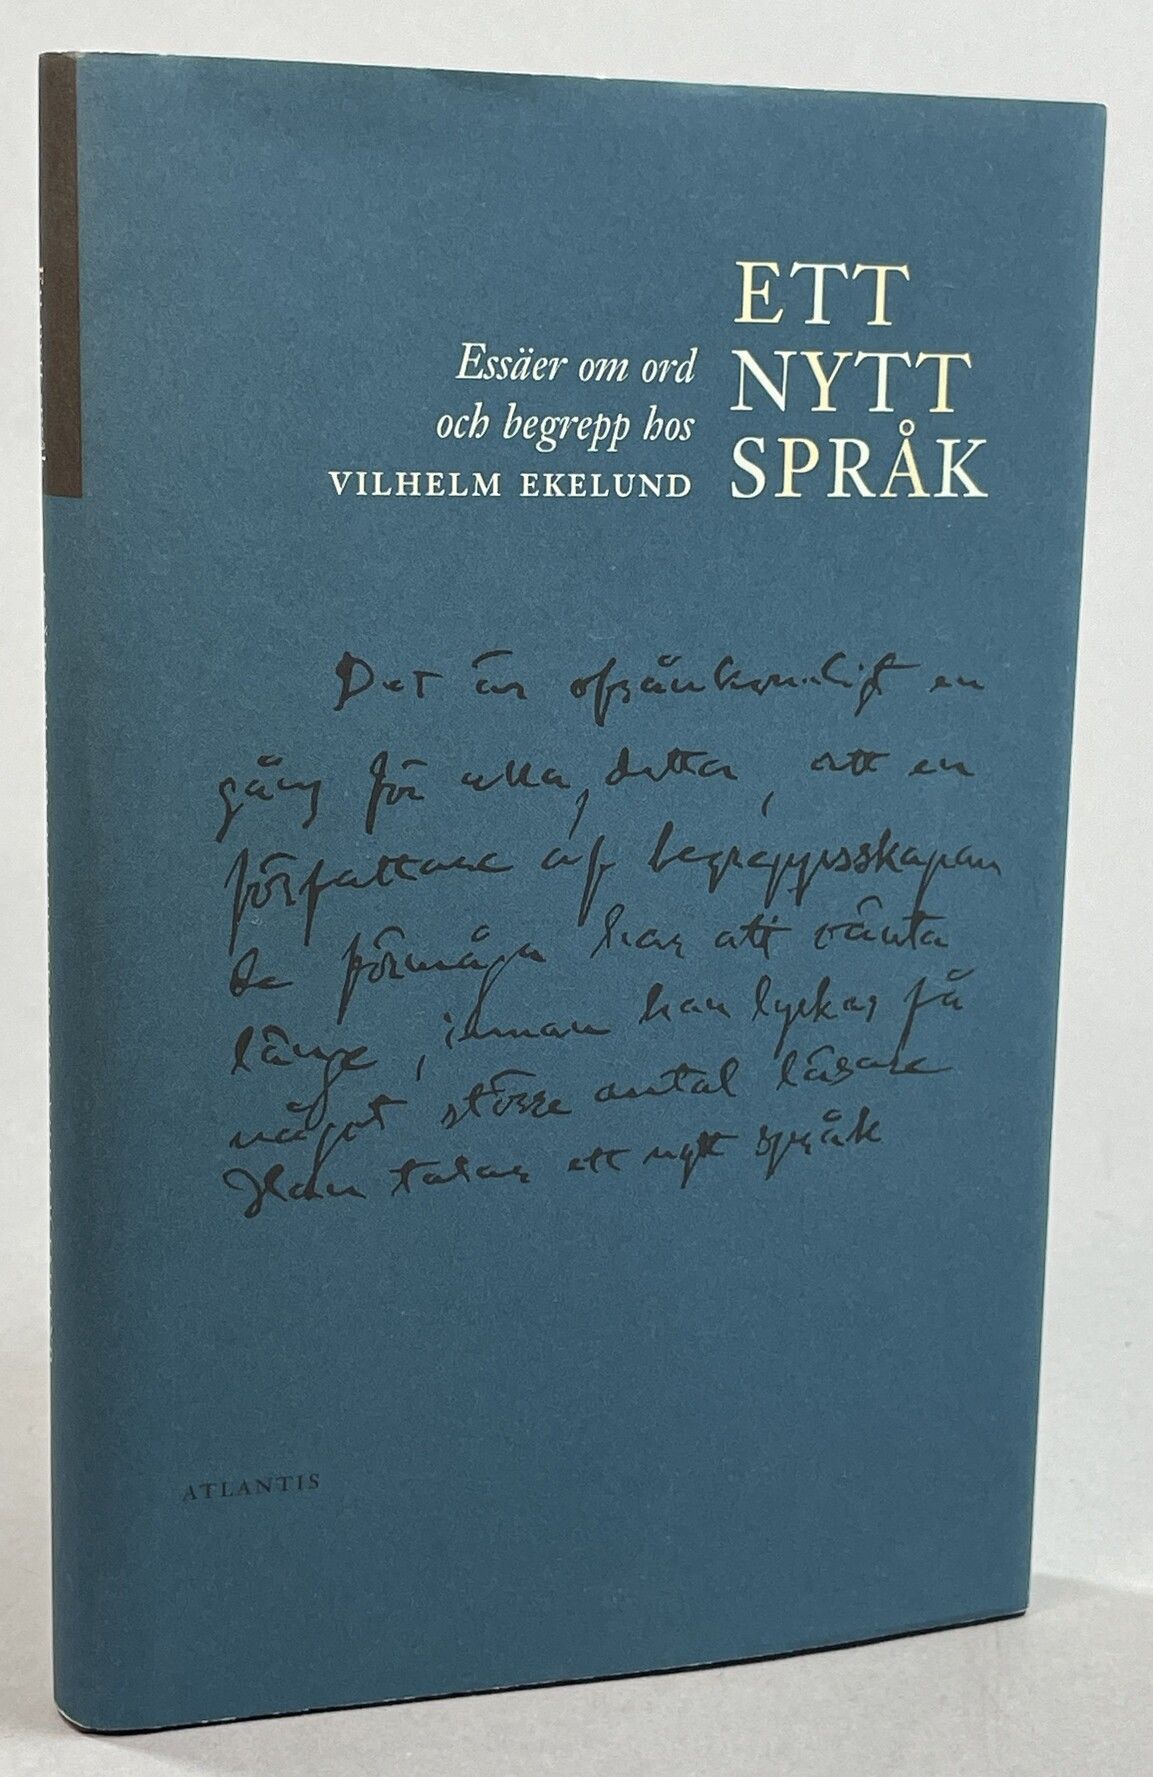 ETT
NYTT
SPRÅK
Essäer om ord
och begrepp hos
VILHELM EKELUND
Det är ofränkomligt en
gång för alla, detta, att en
författare af begreppsskapan
de förmåga har att vänta
länge, innan han lyckas få
något större antal läsare
Han talar ett nytt språk
ATLANTIS